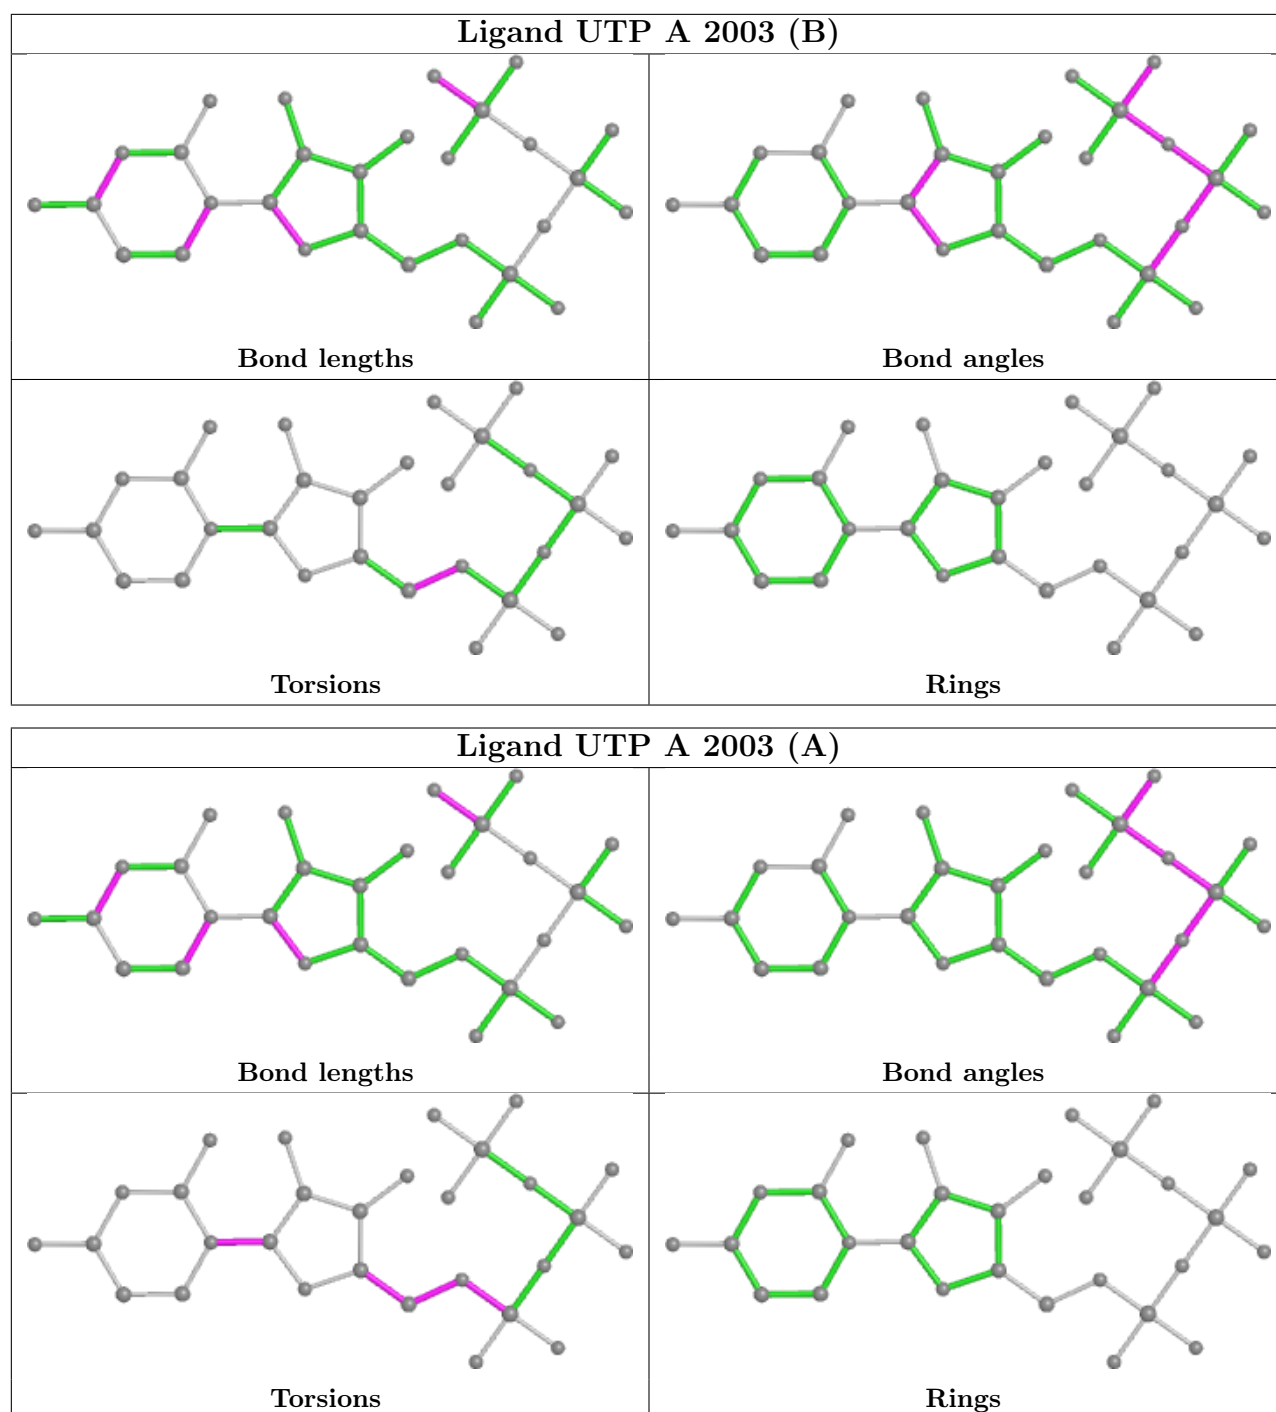 Ligand UTP A 2003 (B)
Bond lengths
Bond angles
Torsions
Rings
Ligand UTP A 2003 (A)
Bond lengths
Bond angles
Torsions
Rings